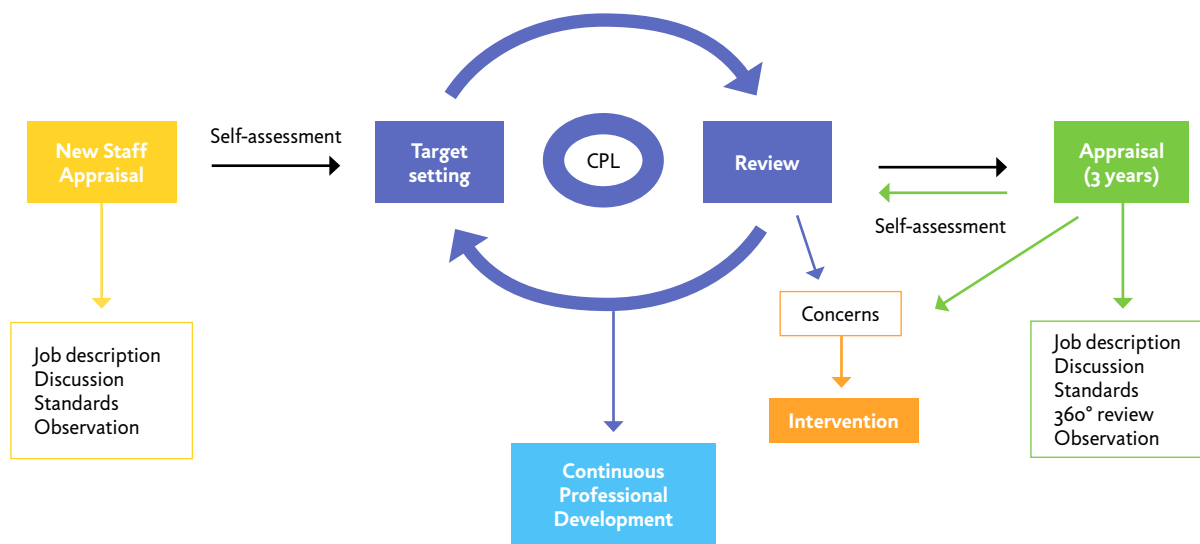 New Staff
Appraisal
Self-assessment
Target
setting
CPL
Review
Self-assessment
Appraisal
(3 years)
Job description
Discussion
Standards
Observation
Concerns
Intervention
Continuous
Professional
Development
Job description
Discussion
Standards
360° review
Observation